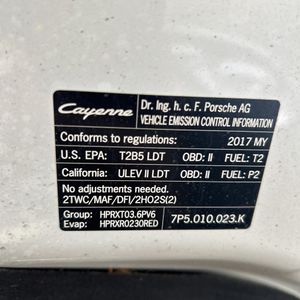 Cayenne
Dr. Ing. h. c. F. Porsche AG
VEHICLE EMISSION CONTROL INFORMATION
Conforms to regulations: 2017 MY
U.S. EPA: T2B5 LDT OBD: II FUEL: T2
California: ULEV II LDT OBD: II FUEL: P2
No adjustments needed.
2TWC/MAF/DFI/2HO2S(2)
Group: HPRXT03.6PV6
Evap: HPRXR0230RED
7P5.010.023.K